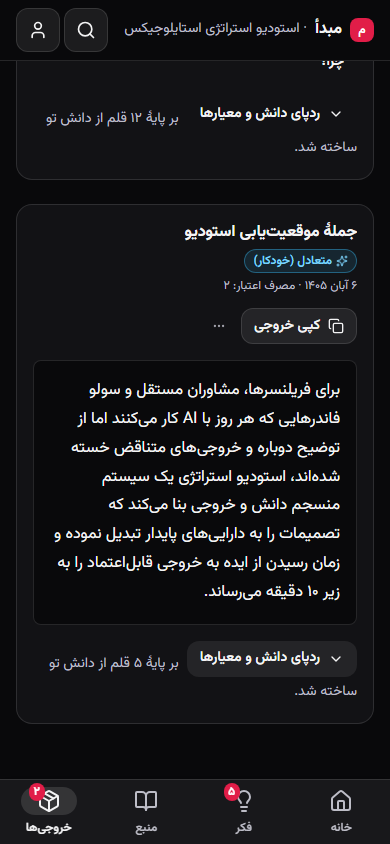 م مبدأ · استودیو استراتژی استایلوجیکس
چرا؟
ردپای دانش و معیارها بر پایهٔ ۱۲ قلم از دانش تو
ساخته شد.
جملهٔ موقعیت‌یابی استودیو
متعادل (خودکار)
۶ آبان ۱۴۰۵ · مصرف اعتبار: ۲
کپی خروجی ···
برای فریلنسرها، مشاوران مستقل و سولو
فاندرهایی که هر روز با AI کار می‌کنند اما از
توضیح دوباره و خروجی‌های متناقض خسته
شده‌اند، استودیو استراتژی یک سیستم
منسجم دانش و خروجی بنا می‌کند که
تصمیمات را به دارایی‌های پایدار تبدیل نموده و
زمان رسیدن از ایده به خروجی قابل‌اعتماد را به
زیر ۱۰ دقیقه می‌رساند.
ردپای دانش و معیارها بر پایهٔ ۵ قلم از دانش تو
ساخته شد.
۵ ۲
خانه فکر منبع خروجی‌ها